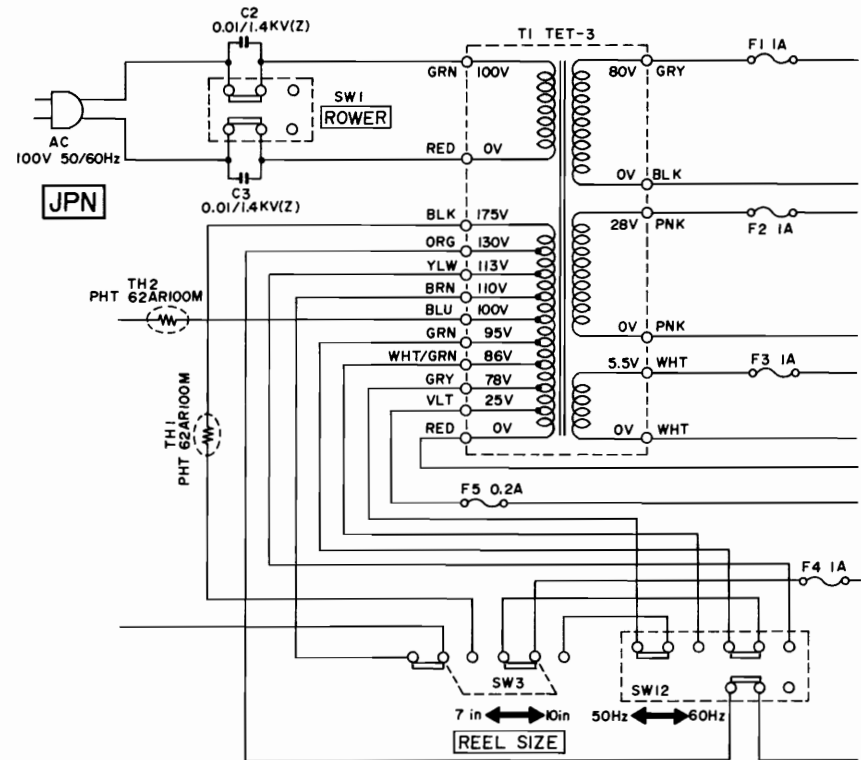 C2
0.01/1.4KV(Z)
T1 TET-3
F1 1A
GRN 100V
80V GRY
SW1
ROWER
AC
100V 50/60Hz
RED 0V
0V BLK
JPN
C3
0.01/1.4KV(Z)
BLK 175V
28V PNK
F2 1A
ORG 130V
YLW 113V
TH2
PHT 62AR100M
BRN 110V
BLU 100V
GRN 95V
0V PNK
WHT/GRN 86V
5.5V WHT
F3 1A
GRY 78V
VLT 25V
RED 0V
0V WHT
TH1
PHT 62AR100M
F5 0.2A
F4 1A
SW3
SW12
7 in 10in
50Hz 60Hz
REEL SIZE